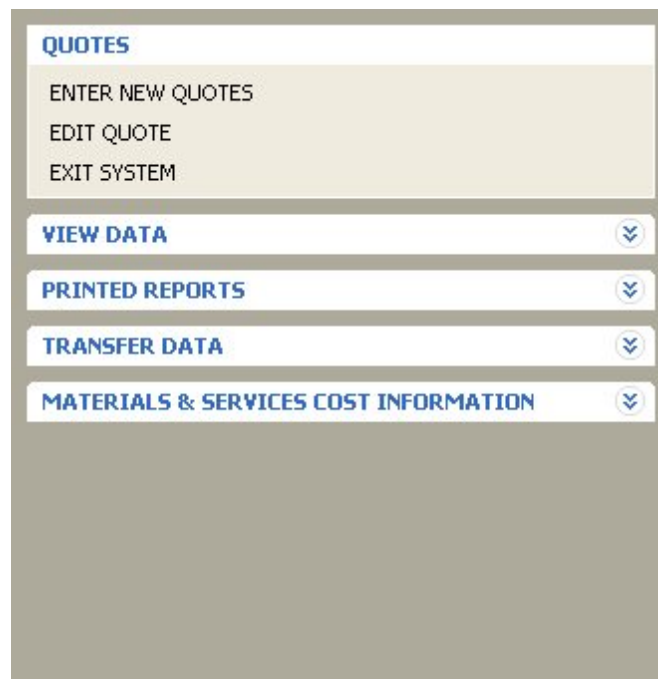 QUOTES
ENTER NEW QUOTES
EDIT QUOTE
EXIT SYSTEM
VIEW DATA
PRINTED REPORTS
TRANSFER DATA
MATERIALS & SERVICES COST INFORMATION